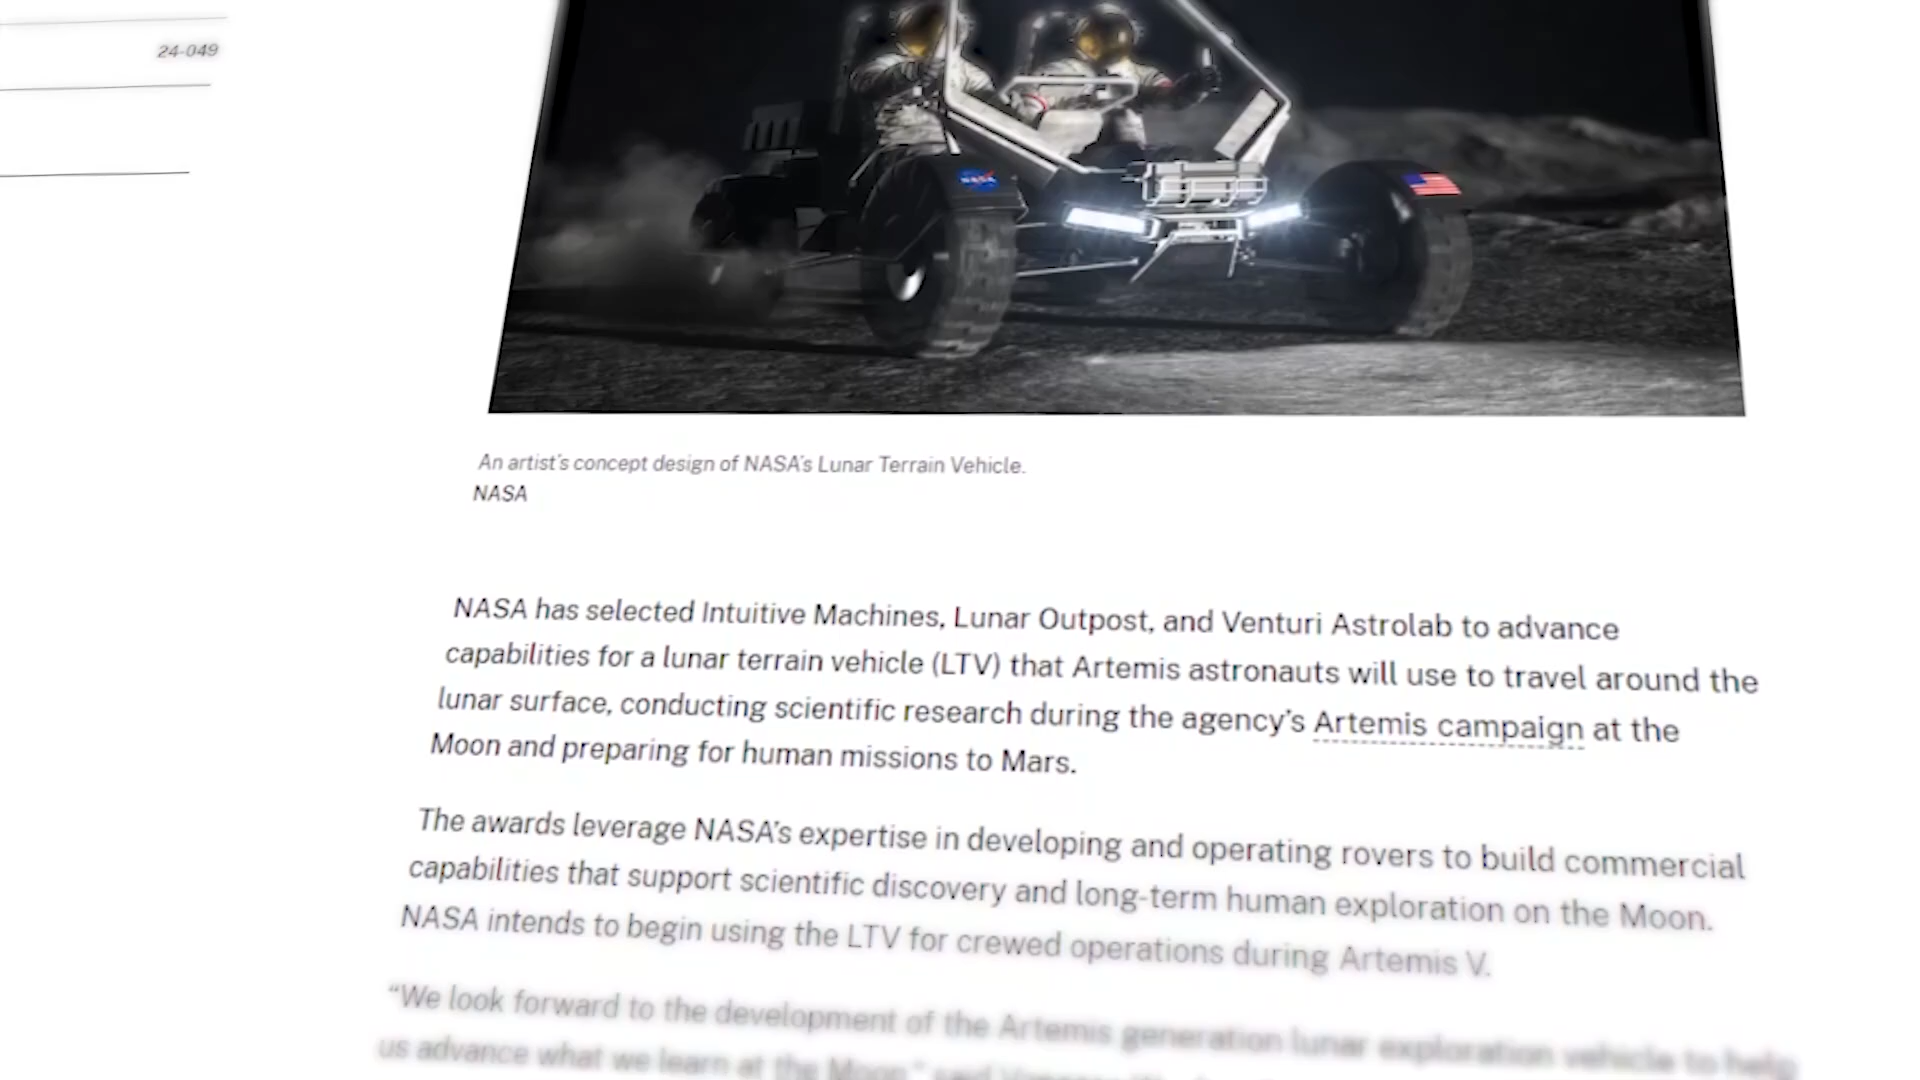 24-049
NASA
An artist's concept design of NASA's Lunar Terrain Vehicle.
NASA
NASA has selected Intuitive Machines, Lunar Outpost, and Venturi Astrolab to advance
capabilities for a lunar terrain vehicle (LTV) that Artemis astronauts will use to travel around the
lunar surface, conducting scientific research during the agency's Artemis campaign at the
Moon and preparing for human missions to Mars.
The awards leverage NASA's expertise in developing and operating rovers to build commercial
capabilities that support scientific discovery and long-term human exploration on the Moon.
NASA intends to begin using the LTV for crewed operations during Artemis V.
“We look forward to the development of the Artemis generation lunar exploration vehicle to help
us advance what we learn at the Moon,” said